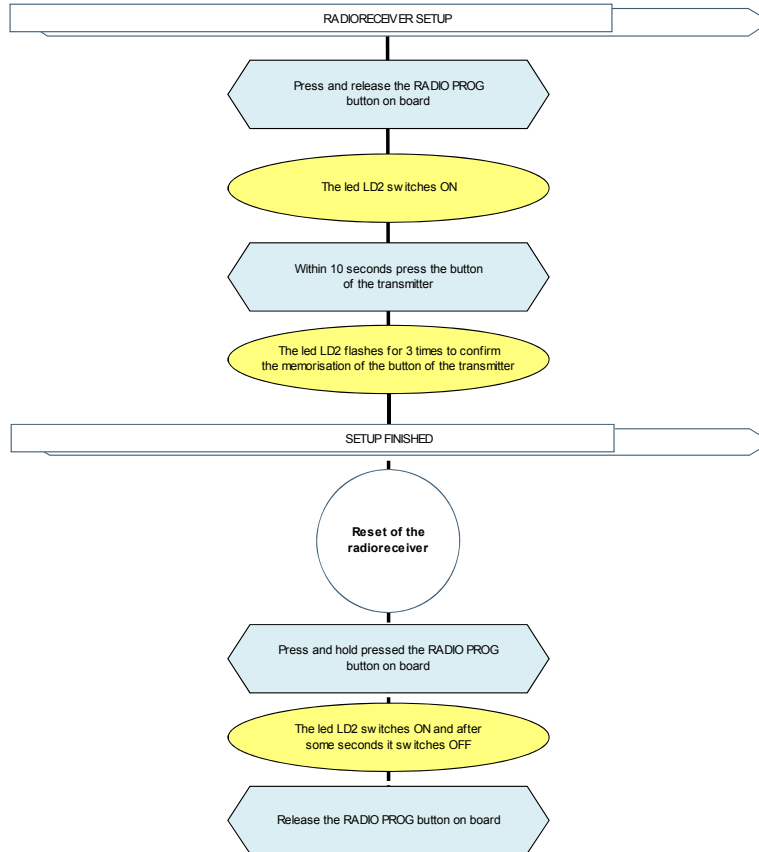 RADIORECEIVER SETUP
Press and release the RADIO PROG
button on board
The led LD2 switches ON
Within 10 seconds press the button
of the transmitter
The led LD2 flashes for 3 times to confirm
the memorisation of the button of the transmitter
SETUP FINISHED
Reset of the
radioreceiver
Press and hold pressed the RADIO PROG
button on board
The led LD2 switches ON and after
some seconds it switches OFF
Release the RADIO PROG button on board